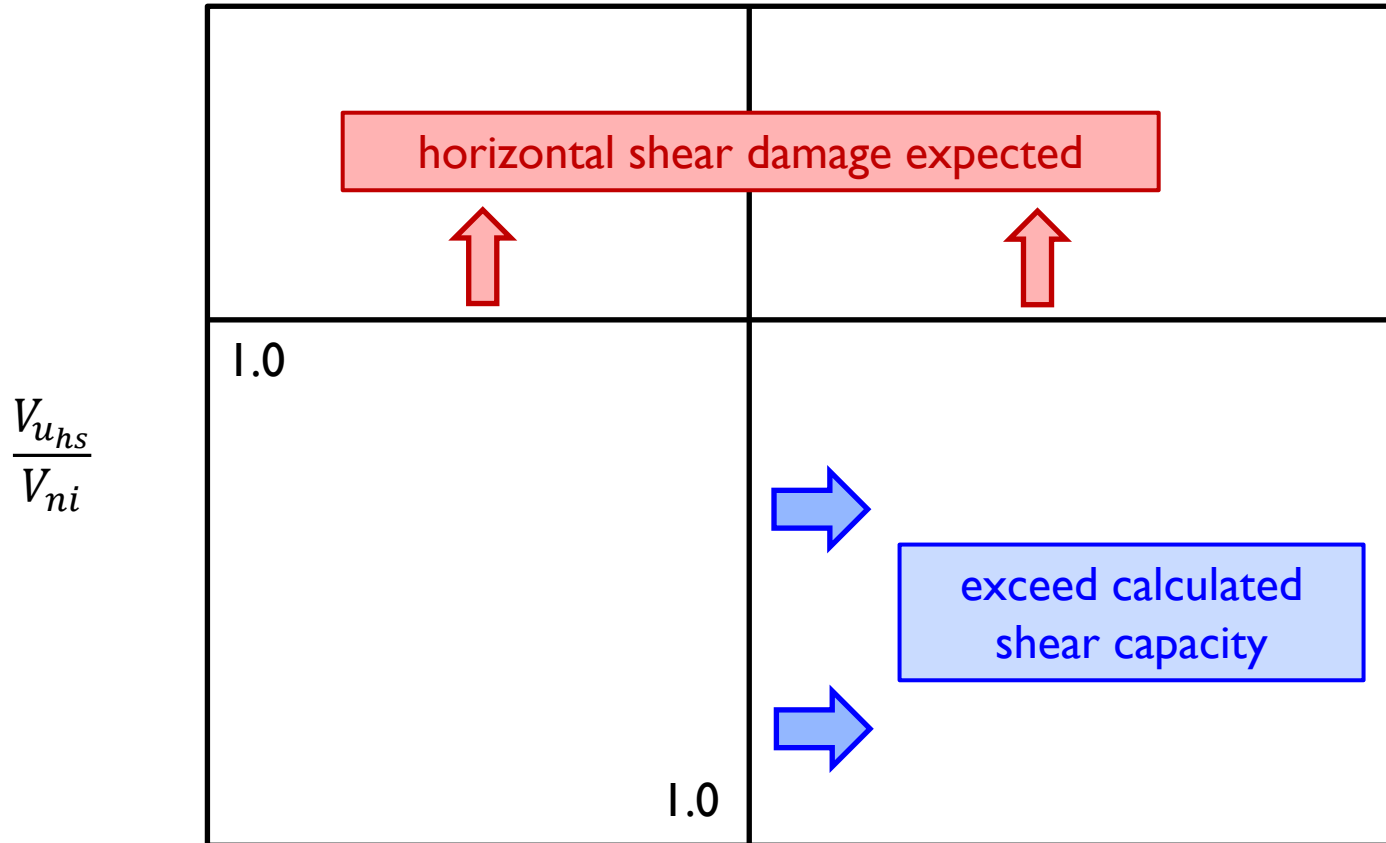 horizontal shear damage expected
1.0
V_{u_{hs}}
V_{ni}
exceed calculated
shear capacity
1.0